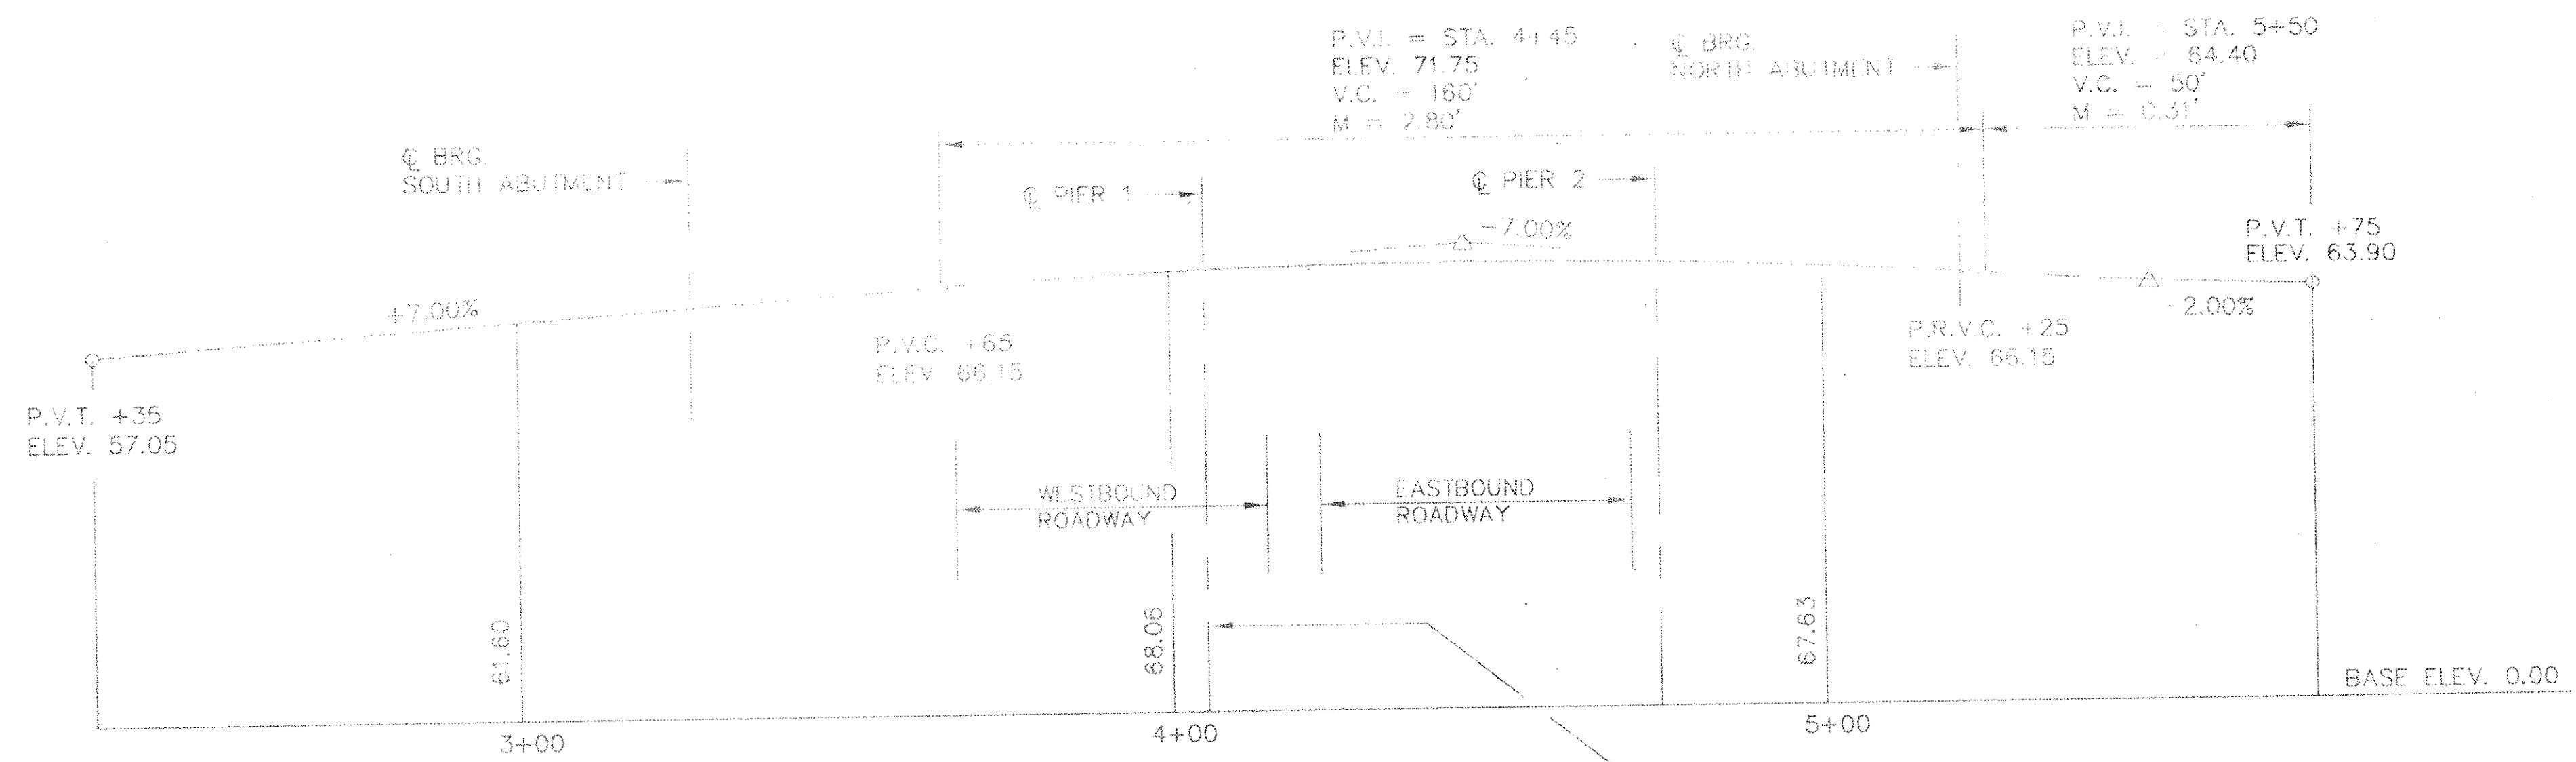 P.V.I. = STA. 4+45
ELEV. 71.75
V.C. = 160'
M = 2.80'
℄ BRG.
NORTH ABUTMENT
P.V.I. = STA. 5+50
ELEV. = 64.40
V.C. = 50'
M = 0.31'
℄ BRG.
SOUTH ABUTMENT
℄ PIER 1
℄ PIER 2
-7.00%
P.V.T. +75
ELEV. 63.90
+7.00%
2.00%
P.V.C. +65
ELEV. 66.15
P.R.V.C. +25
ELEV. 66.15
P.V.T. +35
ELEV. 57.05
WESTBOUND
ROADWAY
EASTBOUND
ROADWAY
61.60
68.06
67.63
BASE ELEV. 0.00
3+00
4+00
5+00